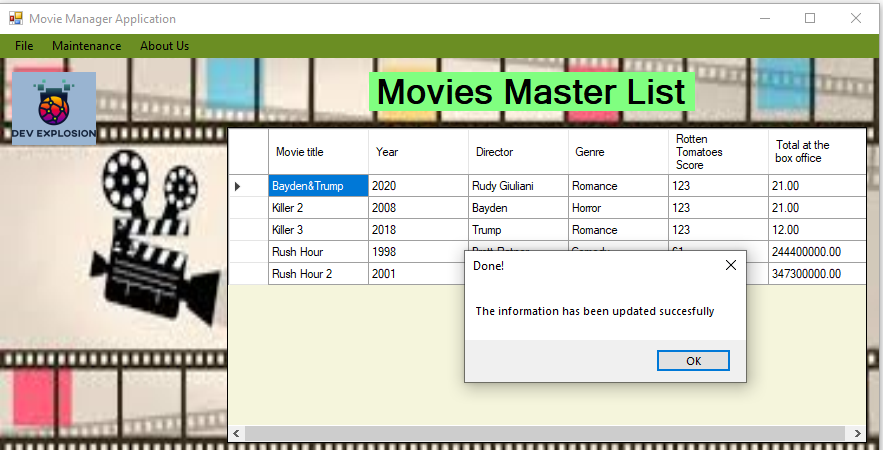 Movie Manager Application
File Maintenance About Us
DEV EXPLOSION
Movies Master List
Movie title Year Director Genre Rotten Tomatoes Score Total at the box office
Bayden&Trump 2020 Rudy Giuliani Romance 123 21.00
Killer 2 2008 Bayden Horror 123 21.00
Killer 3 2018 Trump Romance 123 12.00
Rush Hour 1998 244400000.00
Rush Hour 2 2001 347300000.00
Done!
The information has been updated succesfully
OK